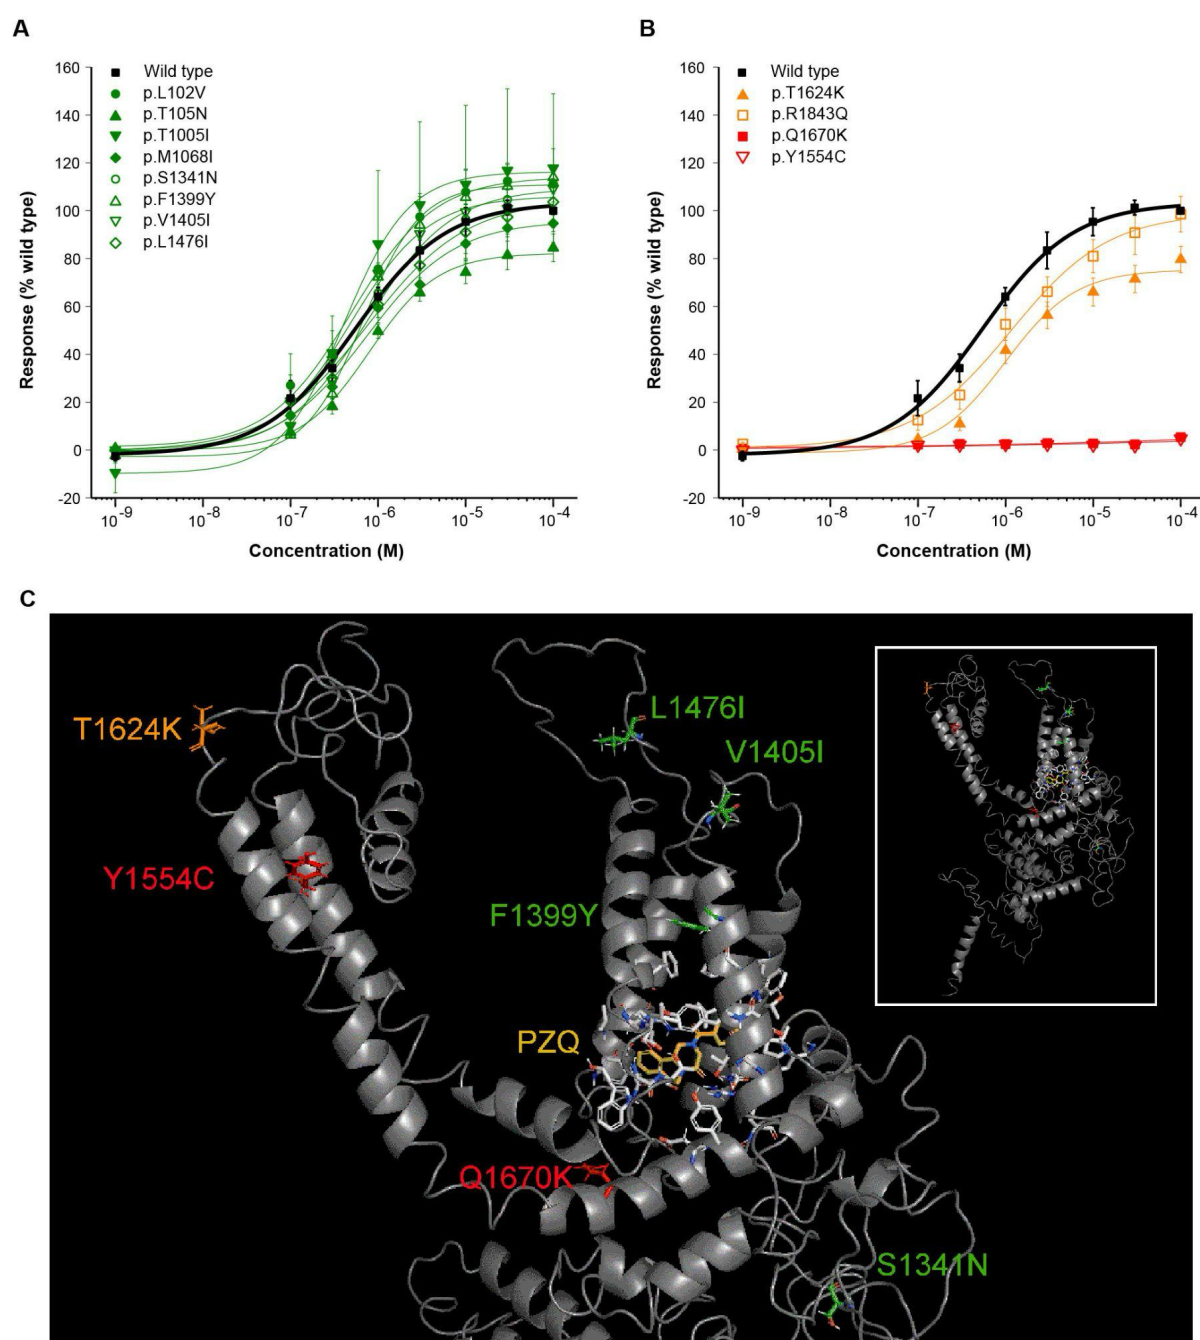 A
160
140
120
100
80
60
40
20
0
-20
Response (% wild type)
Wild type
p.L102V
p.T105N
p.T1005I
p.M1068I
p.S1341N
p.F1399Y
p.V1405I
p.L1476I
10-9
10-8
10-7
10-6
10-5
10-4
Concentration (M)
B
160
140
120
100
80
60
40
20
0
-20
Response (% wild type)
Wild type
p.T1624K
p.R1843Q
p.Q1670K
p.Y1554C
10-9
10-8
10-7
10-6
10-5
10-4
Concentration (M)
C
T1624K
L1476I
V1405I
Y1554C
F1399Y
PZQ
Q1670K
S1341N